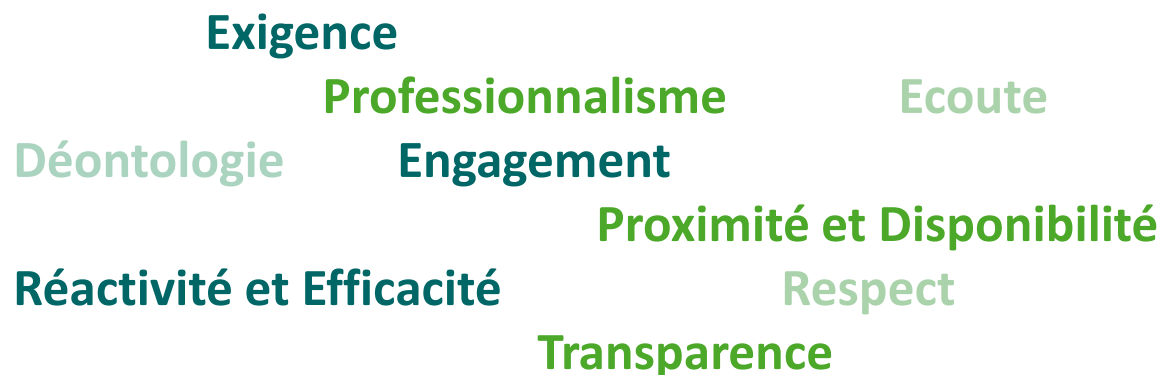 Exigence
Professionnalisme Ecoute
Déontologie Engagement
Proximité et Disponibilité
Réactivité et Efficacité Respect
Transparence